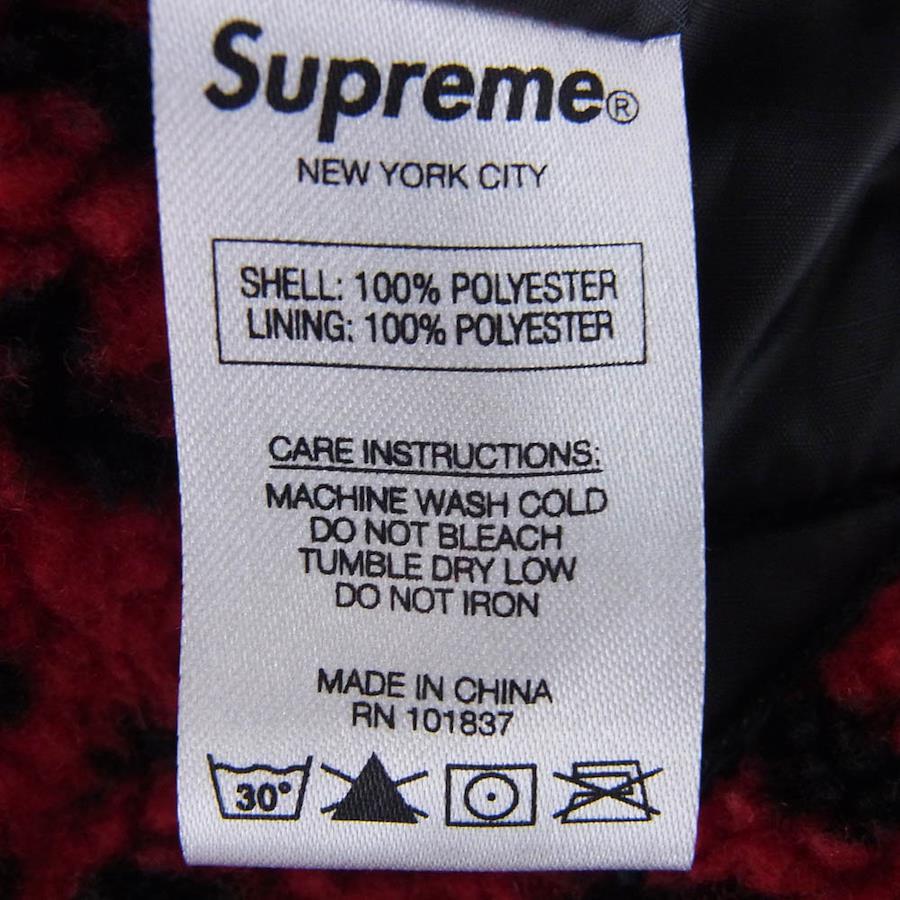 Supreme®
NEW YORK CITY
SHELL: 100% POLYESTER
LINING: 100% POLYESTER
CARE INSTRUCTIONS:
MACHINE WASH COLD
DO NOT BLEACH
TUMBLE DRY LOW
DO NOT IRON
MADE IN CHINA
RN 101837
30°